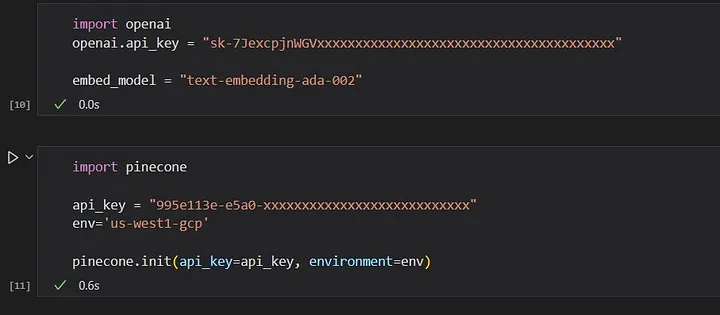 import openai
openai.api_key = "sk-7JexcpjnWGVxxxxxxxxxxxxxxxxxxxxxxxxxxxxxxxxxxxxxxx"
embed_model = "text-embedding-ada-002"
[10] ✓ 0.0s
import pinecone
api_key = "995e113e-e5a0-xxxxxxxxxxxxxxxxxxxxxxxxxxx"
env='us-west1-gcp'
pinecone.init(api_key=api_key, environment=env)
[11] ✓ 0.6s